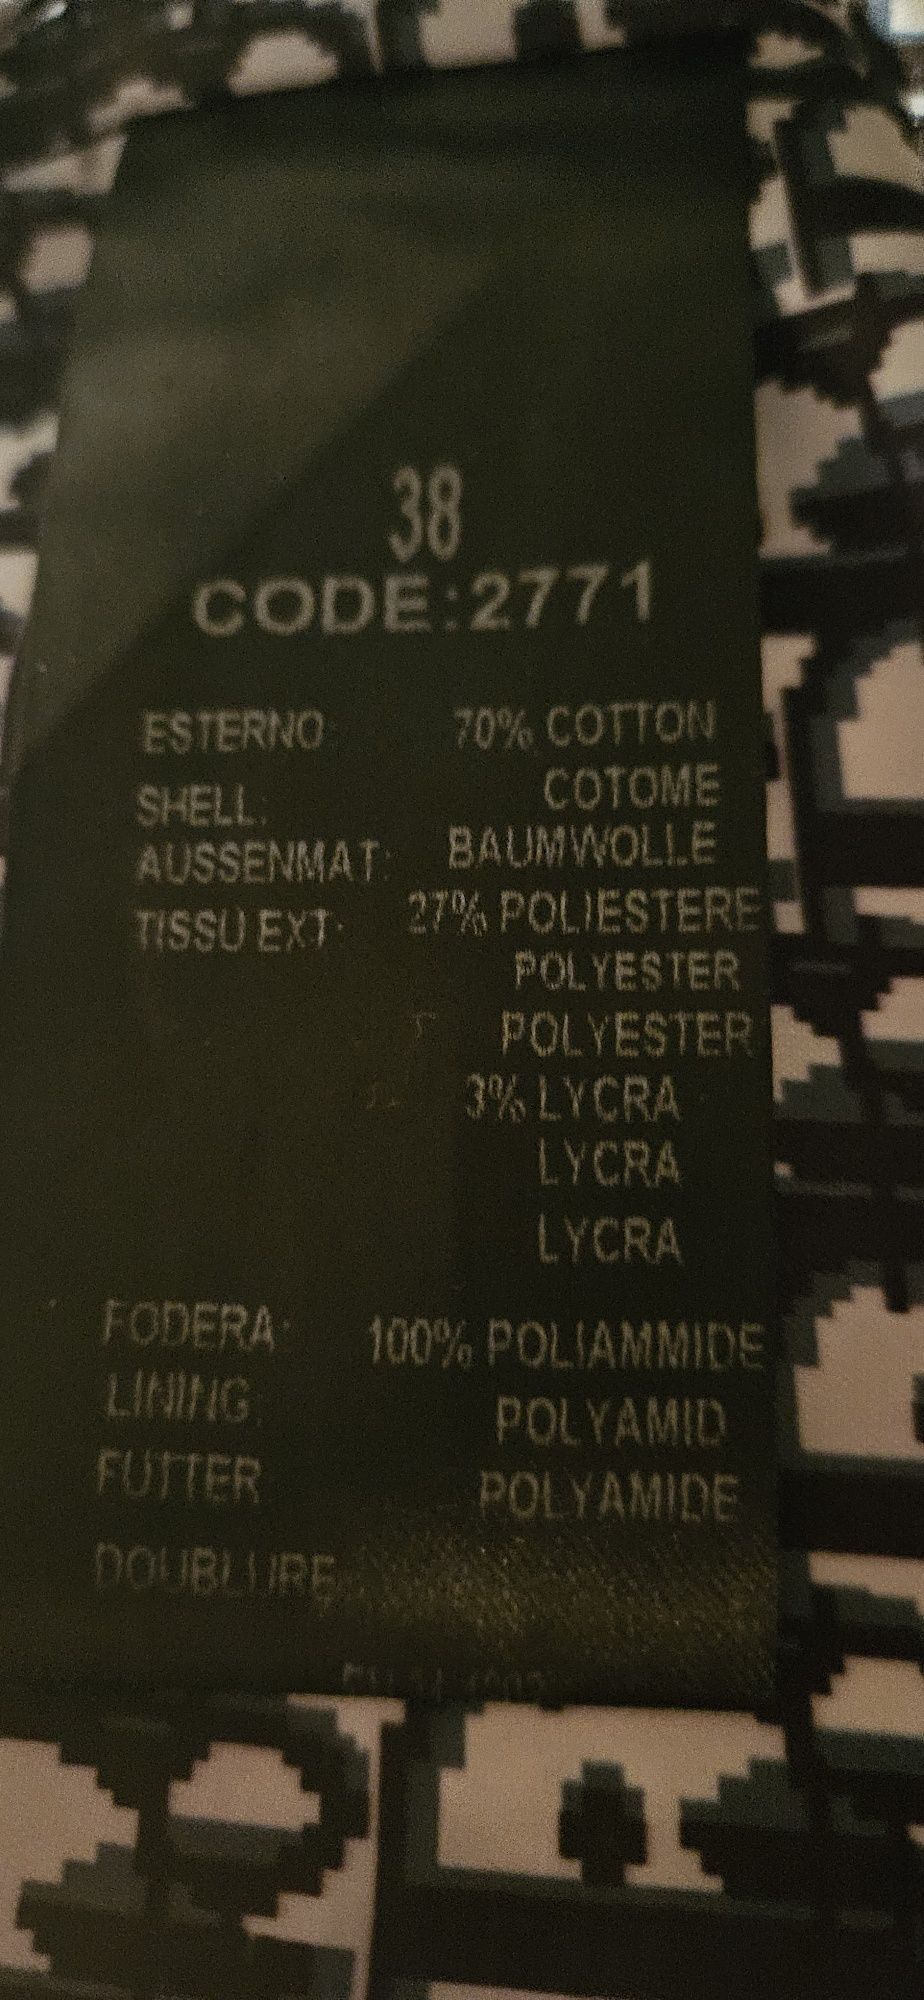 38
CODE:2771
ESTERNO: 70% COTTON
SHELL: COTOME
AUSSENMAT: BAUMWOLLE
TISSU EXT: 27% POLIESTERE
POLYESTER
POLYESTER
3% LYCRA
LYCRA
LYCRA
FODERA: 100% POLIAMMIDE
LINING: POLYAMID
FUTTER POLYAMIDE
DOUBLURE